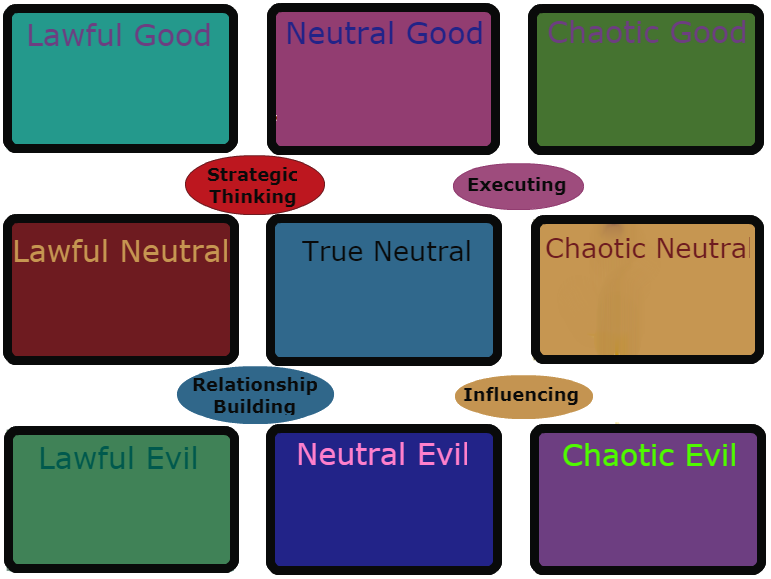 Lawful Good
Neutral Good
Chaotic Good
Strategic
Thinking
Executing
Lawful Neutral
True Neutral
Chaotic Neutral
Relationship
Building
Influencing
Lawful Evil
Neutral Evil
Chaotic Evil